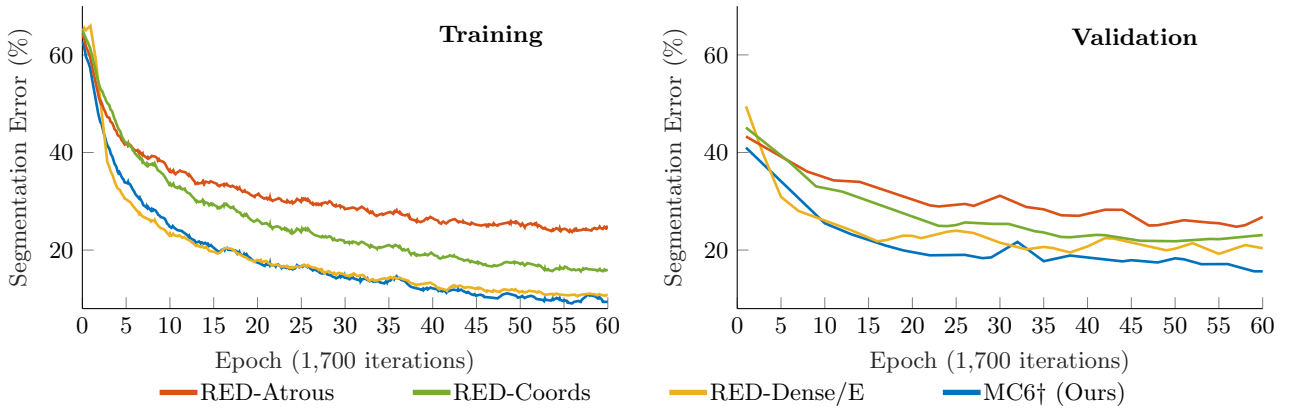 Training
Segmentation Error (%)
60
40
20
0 5 10 15 20 25 30 35 40 45 50 55 60
Epoch (1,700 iterations)
Validation
Segmentation Error (%)
60
40
20
0 5 10 15 20 25 30 35 40 45 50 55 60
Epoch (1,700 iterations)
RED-Atrous RED-Coords RED-Dense/E MC6† (Ours)